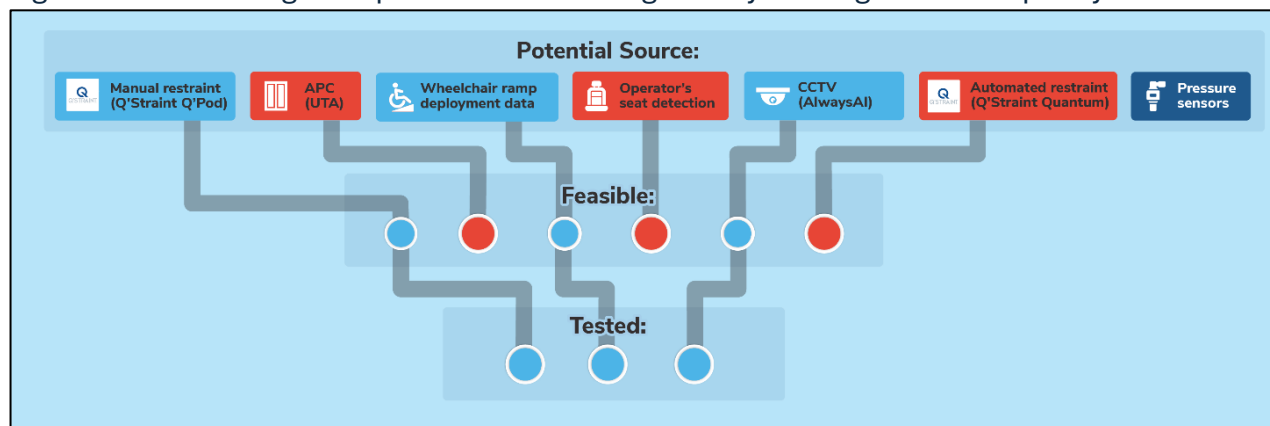 Potential Source:
Manual restraint
(Q'Straint Q'Pod)
APC
(UTA)
Wheelchair ramp
deployment data
Operator's
seat detection
CCTV
(AlwaysAI)
Automated restraint
(Q'Straint Quantum)
Pressure
sensors
Feasible:
Tested: